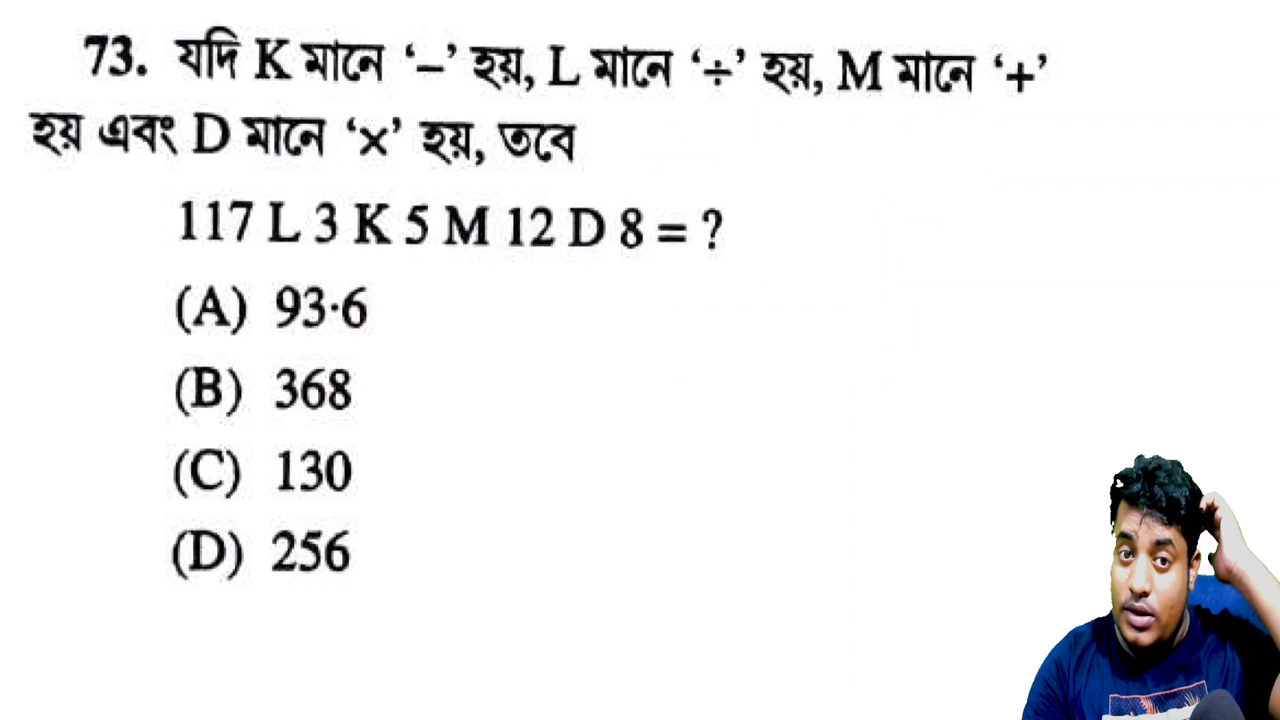 73. যদি K মানে ‘–’ হয়, L মানে ‘÷’ হয়, M মানে ‘+’
হয় এবং D মানে ‘×’ হয়, তবে
117 L 3 K 5 M 12 D 8 = ?
(A) 93·6
(B) 368
(C) 130
(D) 256